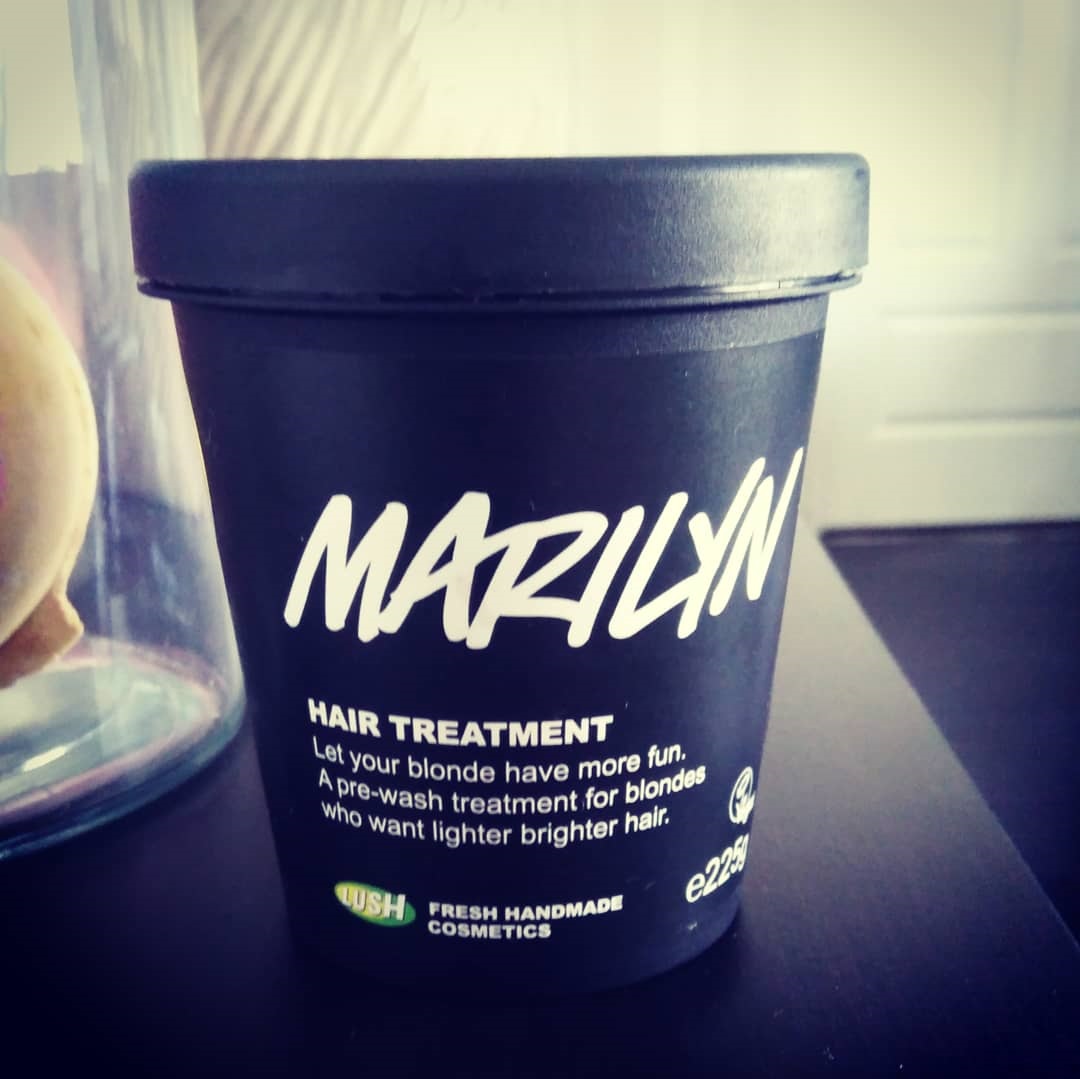 MARILYN
HAIR TREATMENT
Let your blonde have more fun.
A pre-wash treatment for blondes
who want lighter brighter hair.
e225g
LUSH
FRESH HANDMADE
COSMETICS